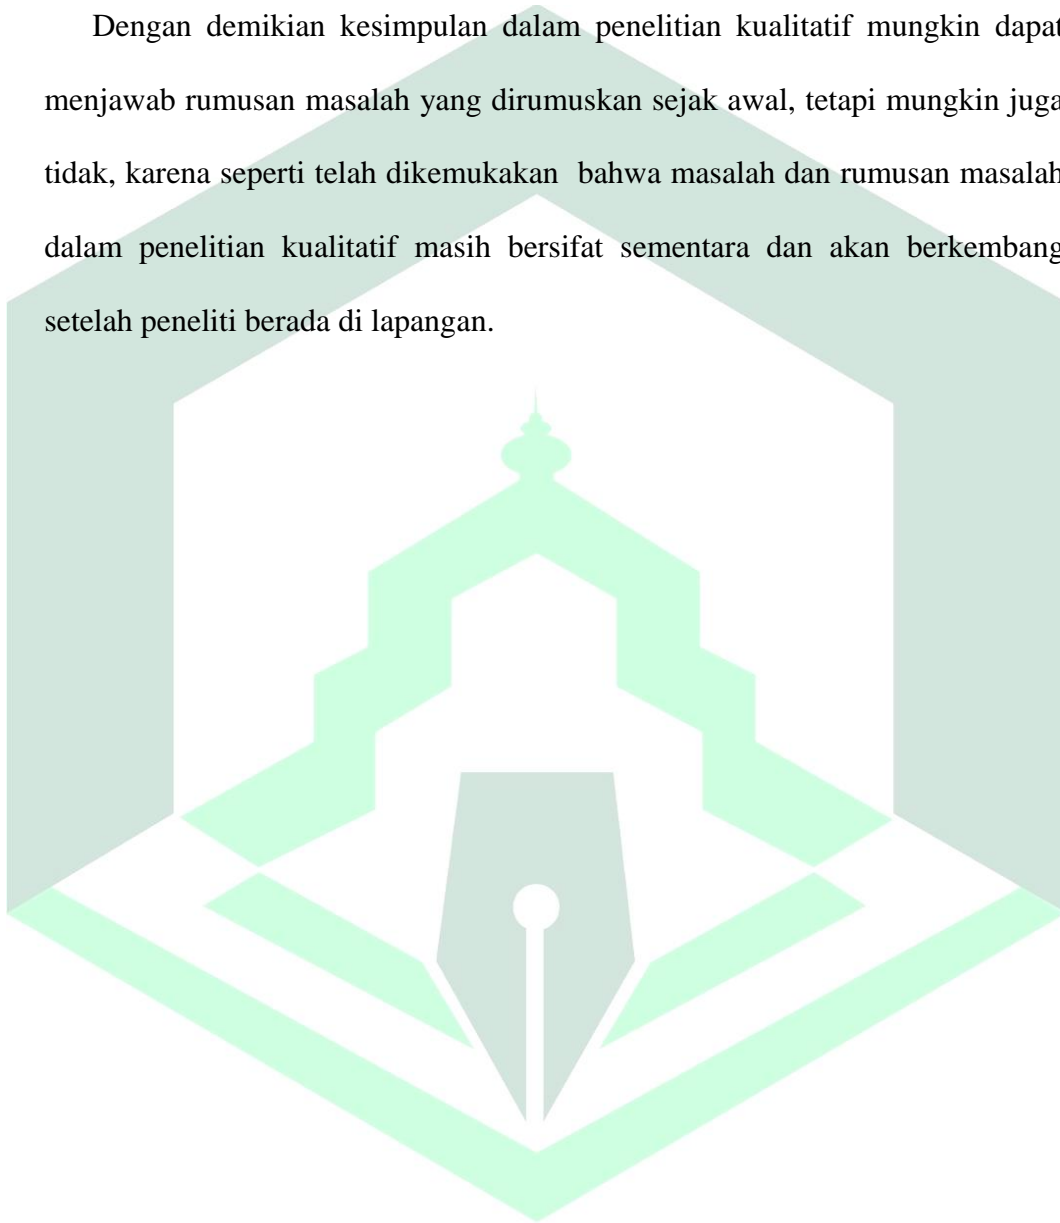 Dengan demikian kesimpulan dalam penelitian kualitatif mungkin dapat
menjawab rumusan masalah yang dirumuskan sejak awal, tetapi mungkin juga
tidak, karena seperti telah dikemukakan  bahwa masalah dan rumusan masalah
dalam penelitian kualitatif masih bersifat sementara dan akan berkembang
setelah peneliti berada di lapangan.